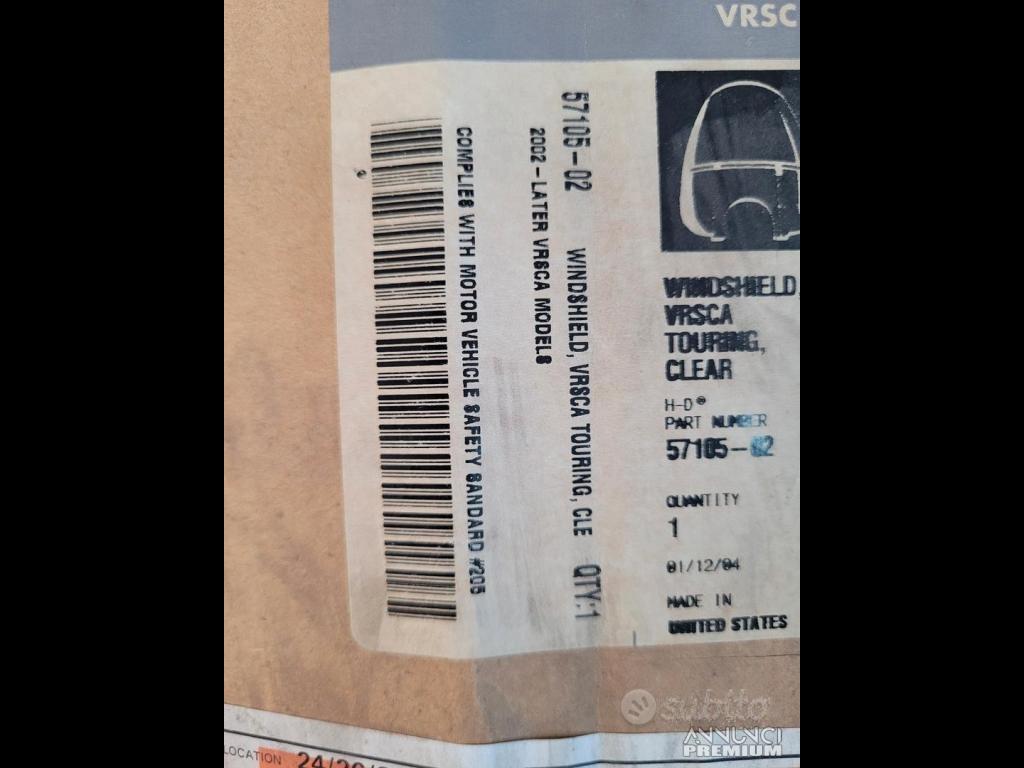 VRSC
57105-02 WINDSHIELD, VRSCA TOURING, CLE QTY:1
2002-LATER VRSCA MODELS
COMPLIES WITH MOTOR VEHICLE SAFETY SANDARD #205
WINDSHIELD,
VRSCA
TOURING,
CLEAR
H-D®
PART NUMBER
57105-02
QUANTITY
1
01/12/04
MADE IN
UNITED STATES
LOCATION
subito
ANNUNCI
PREMIUM